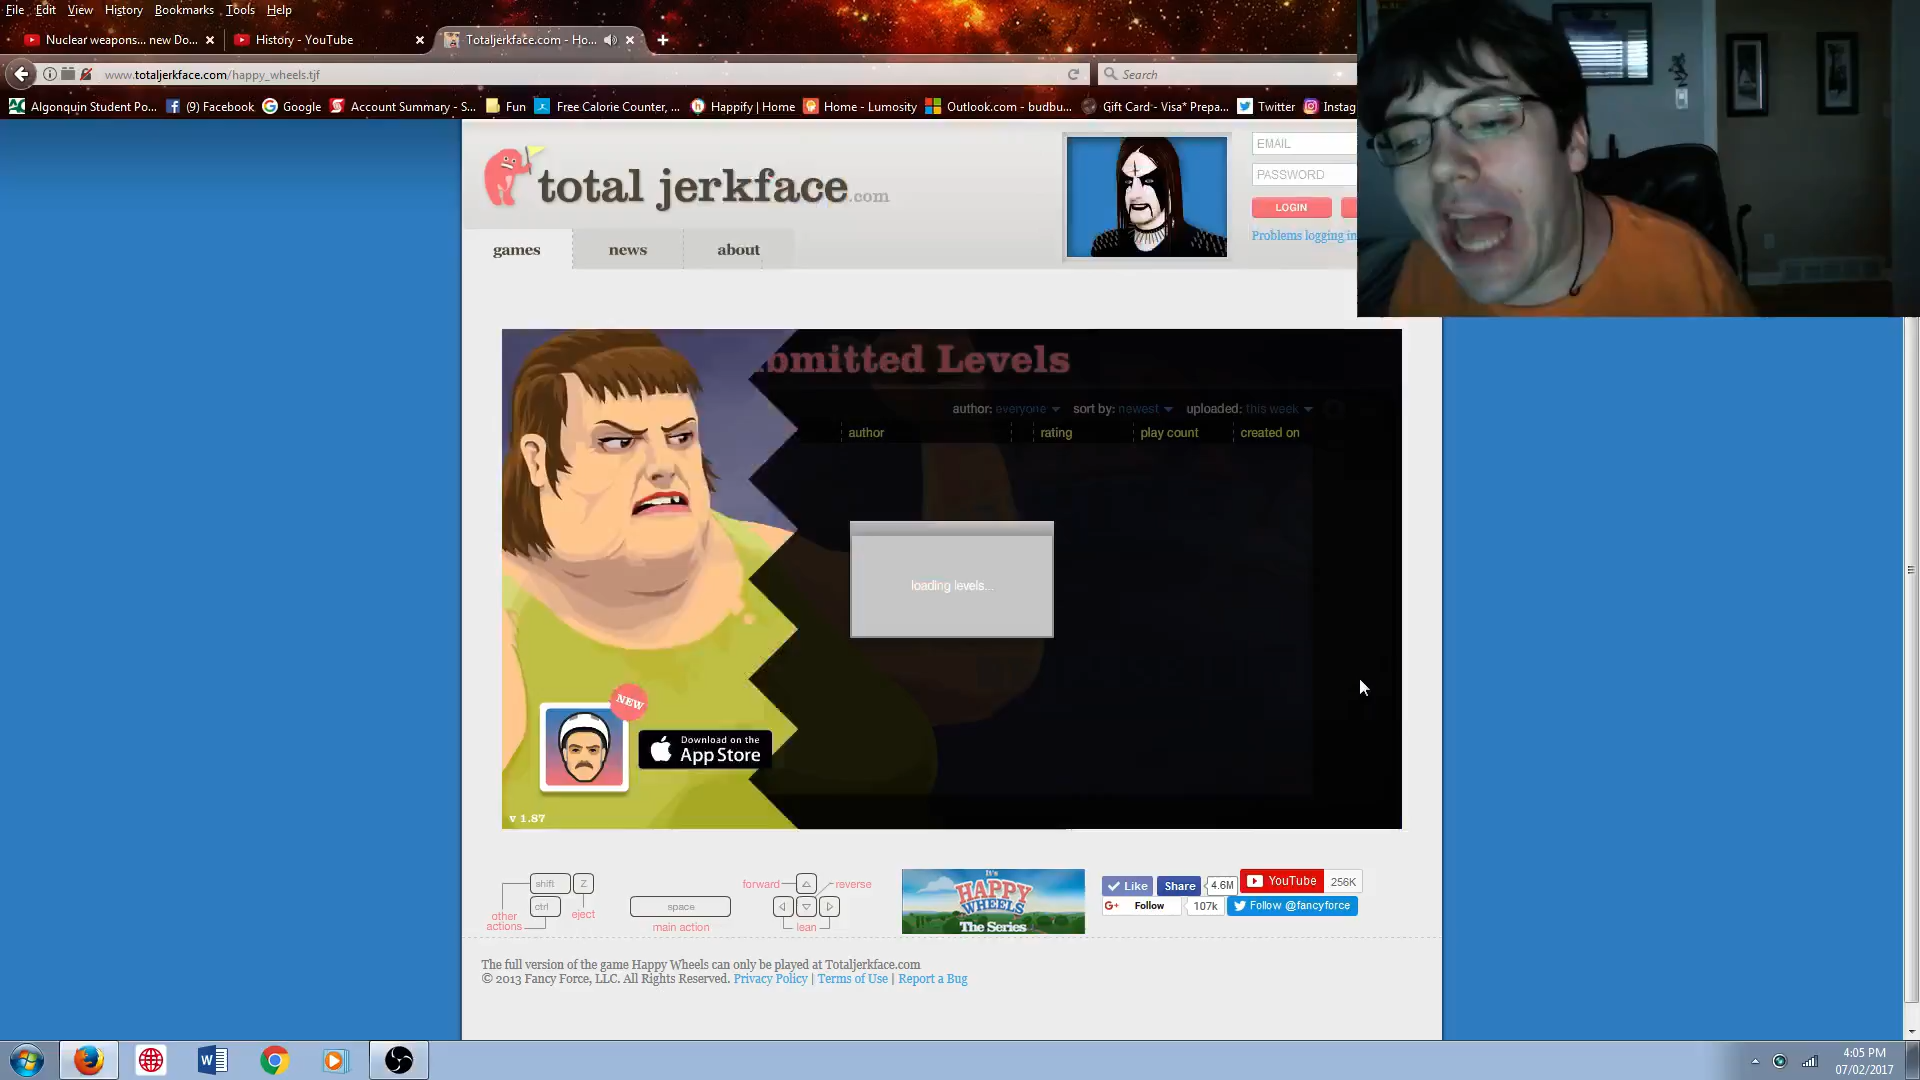 File Edit View History Bookmarks Tools Help
Nuclear weapons... new Do...
History - YouTube
Totaljerkface.com - Ho...
www.totaljerkface.com/happy_wheels.tjf
Search
Algonquin Student Po...
(9) Facebook
Google
Account Summary - S...
Fun
Free Calorie Counter, ...
Happify | Home
Home - Lumosity
Outlook.com - budbu...
Gift Card - Visa* Prepa...
Twitter
Instag
total jerkface.com
EMAIL
PASSWORD
LOGIN
Problems logging in
games
news
about
bmitted Levels
author: everyone
sort by: newest
uploaded: this week
author
rating
play count
created on
loading levels...
NEW
Download on the
App Store
v 1.87
shift
Z
ctrl
other
actions
eject
space
main action
forward
reverse
lean
IT'S
HAPPY
WHEELS
The Series
Like
Share
4.6M
YouTube
256K
G+ Follow
107k
Follow @fancyforce
The full version of the game Happy Wheels can only be played at Totaljerkface.com
© 2013 Fancy Force, LLC. All Rights Reserved. Privacy Policy | Terms of Use | Report a Bug
4:05 PM
07/02/2017